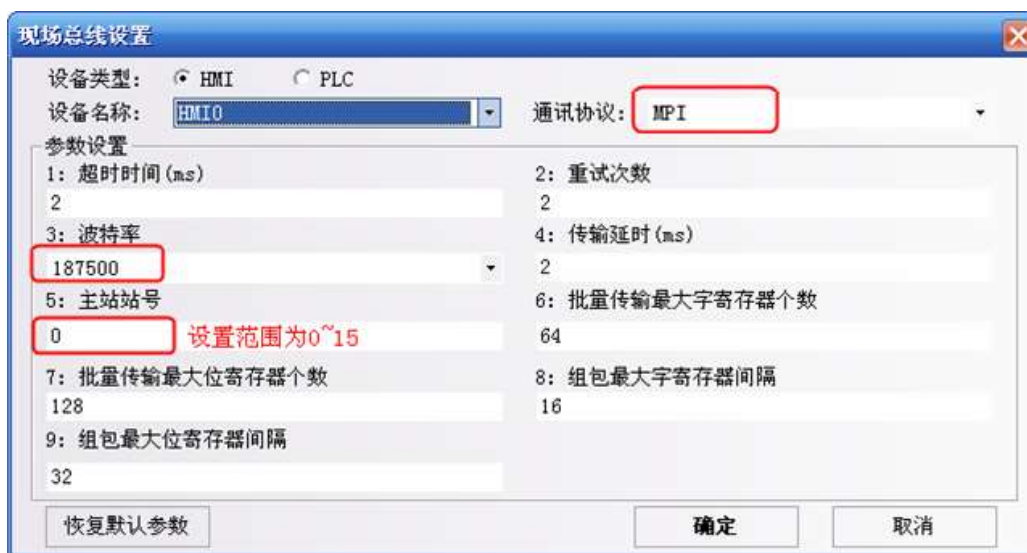 现场总线设置
设备类型: HMI PLC
设备名称: HMI0 通讯协议: MPI
参数设置
1: 超时时间(ms) 2: 重试次数
2 2
3: 波特率 4: 传输延时(ms)
187500 2
5: 主站站号 6: 批量传输最大字寄存器个数
0 设置范围为0~15 64
7: 批量传输最大位寄存器个数 8: 组包最大字寄存器间隔
128 16
9: 组包最大位寄存器间隔
32
恢复默认参数 确定 取消